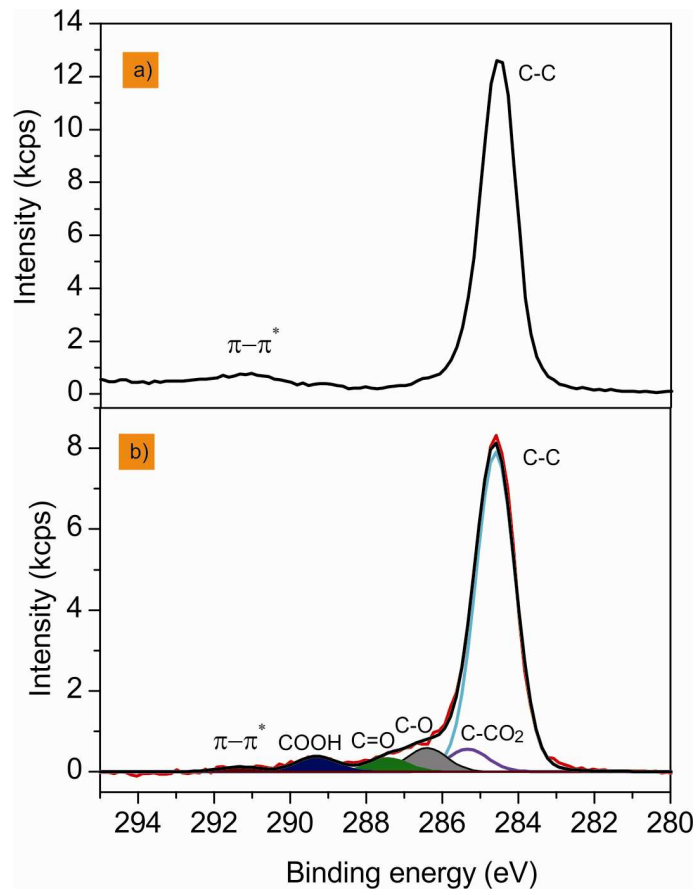 14
12
10
8
6
4
2
0
Intensity (kcps)
a)
C-C
π–π*
8
6
4
2
0
Intensity (kcps)
b)
C-C
π–π*
COOH
C=O
C-O
C-CO₂
294 292 290 288 286 284 282 280
Binding energy (eV)